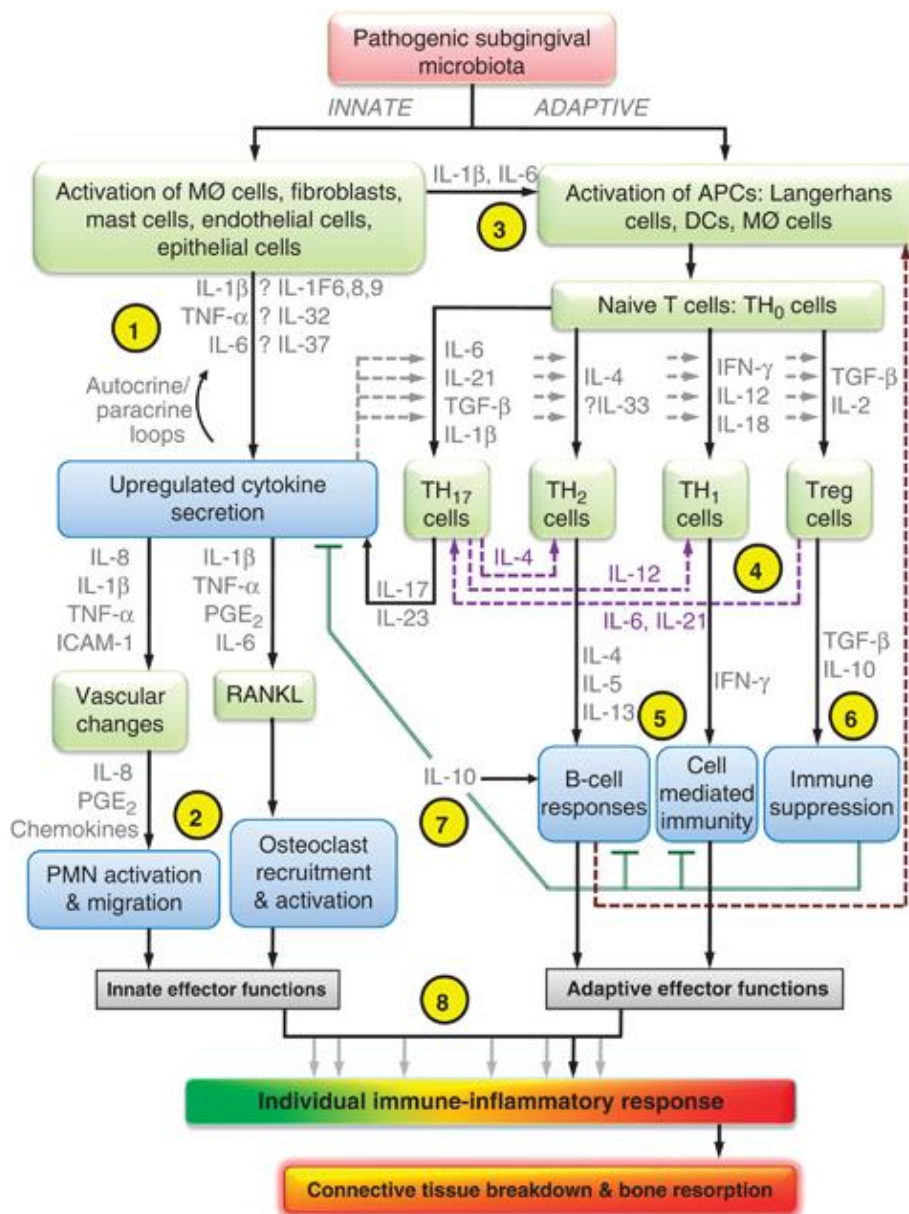 Pathogenic subgingival
microbiota
INNATE
ADAPTIVE
Activation of MØ cells, fibroblasts,
mast cells, endothelial cells,
epithelial cells
IL-1β, IL-6
3
Activation of APCs: Langerhans
cells, DCs, MØ cells
IL-1β ? IL-1F6,8,9
TNF-α ? IL-32
IL-6 ? IL-37
1
Autocrine/
paracrine
loops
Naive T cells: TH₀ cells
IL-6
IL-21
TGF-β
IL-1β
IL-4
?IL-33
IFN-γ
IL-12
IL-18
TGF-β
IL-2
Upregulated cytokine
secretion
TH₁₇
cells
TH₂
cells
TH₁
cells
Treg
cells
IL-4
IL-12
4
IL-6, IL-21
IL-17
IL-23
IL-8
IL-1β
TNF-α
ICAM-1
IL-1β
TNF-α
PGE₂
IL-6
Vascular
changes
RANKL
IL-4
IL-5
IL-13
5
IFN-γ
TGF-β
IL-10
6
IL-8
PGE₂
Chemokines
2
IL-10
7
B-cell
responses
Cell
mediated
immunity
Immune
suppression
PMN activation
& migration
Osteoclast
recruitment
& activation
Innate effector functions
Adaptive effector functions
8
Individual immune-inflammatory response
Connective tissue breakdown & bone resorption